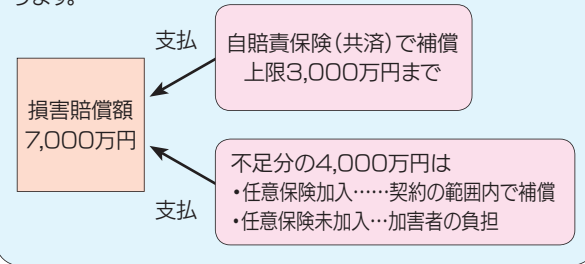 ります。
支払
自賠責保険(共済)で補償
上限3,000万円まで
損害賠償額
7,000万円
不足分の4,000万円は
・任意保険加入……契約の範囲内で補償
・任意保険未加入…加害者の負担
支払